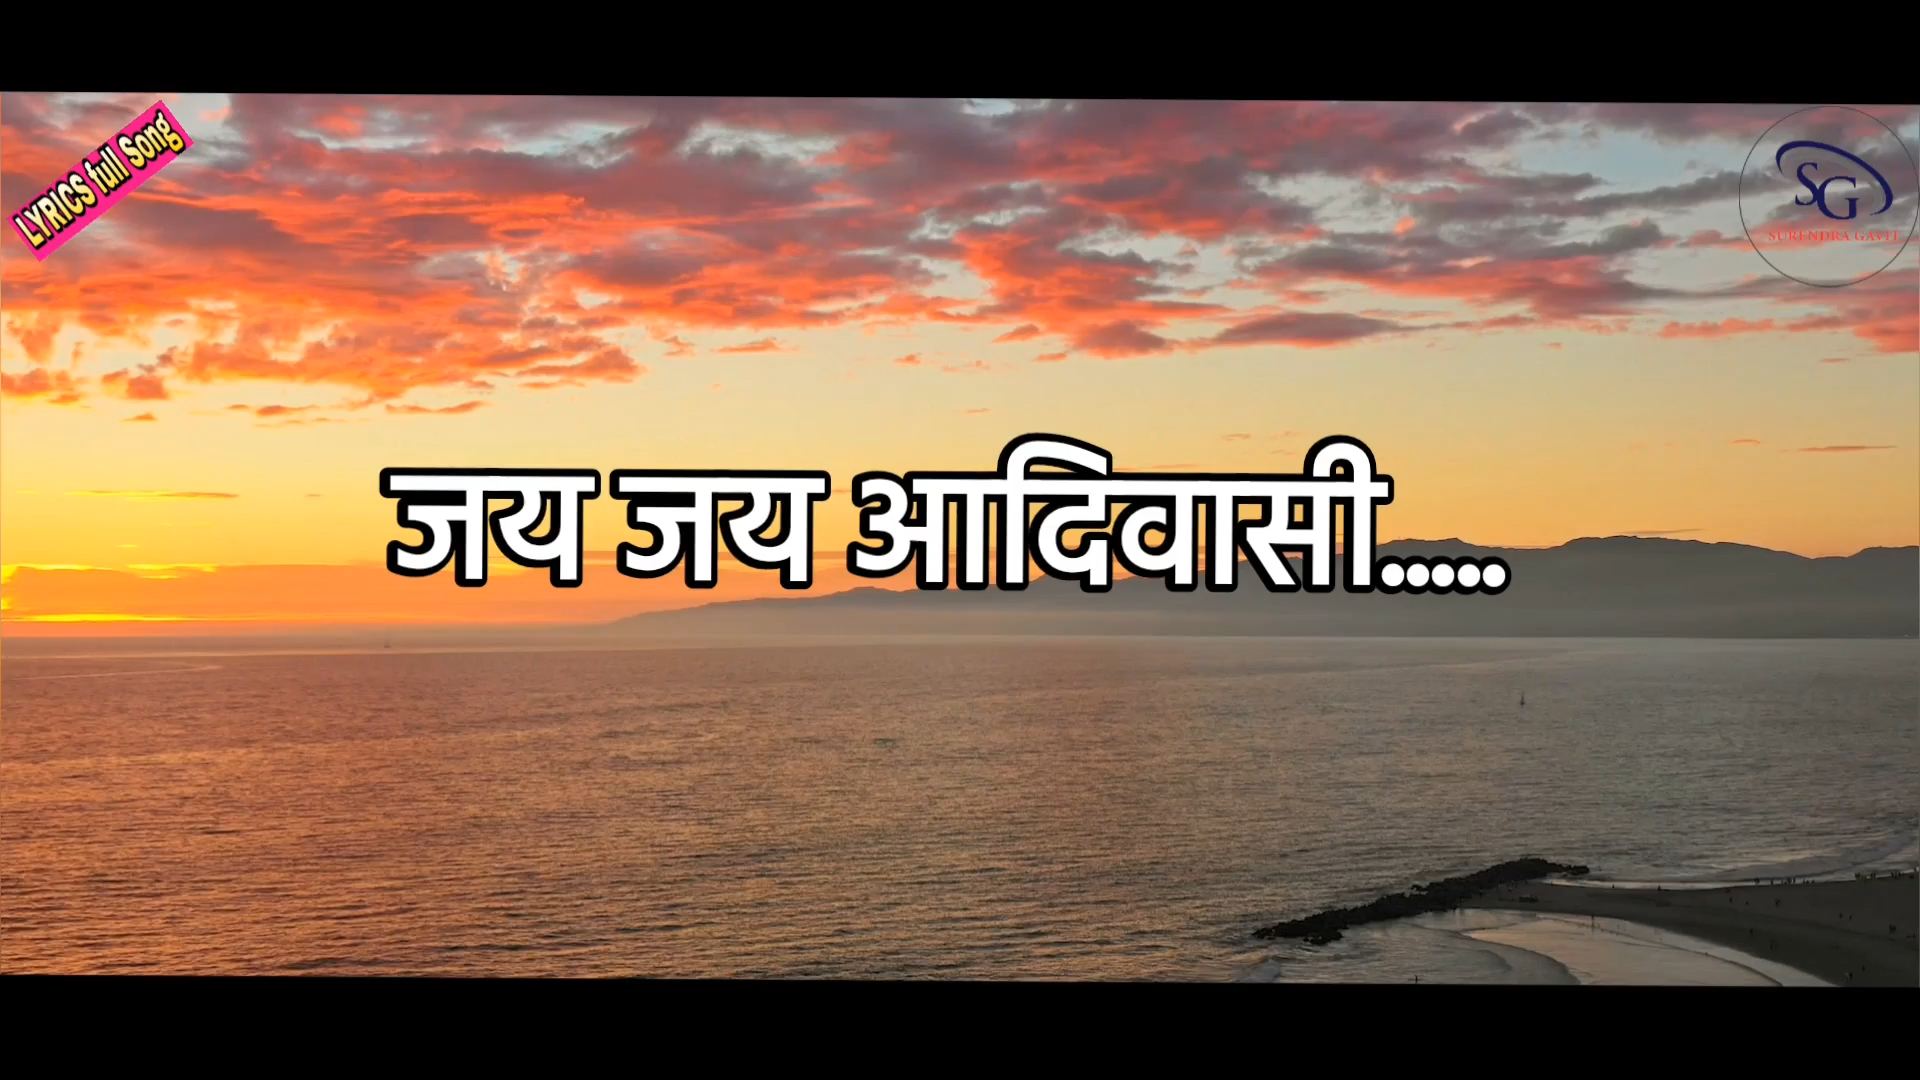 LYRICS full Song
SG
SURENDRA GAVIT
जय जय आदिवासी.....